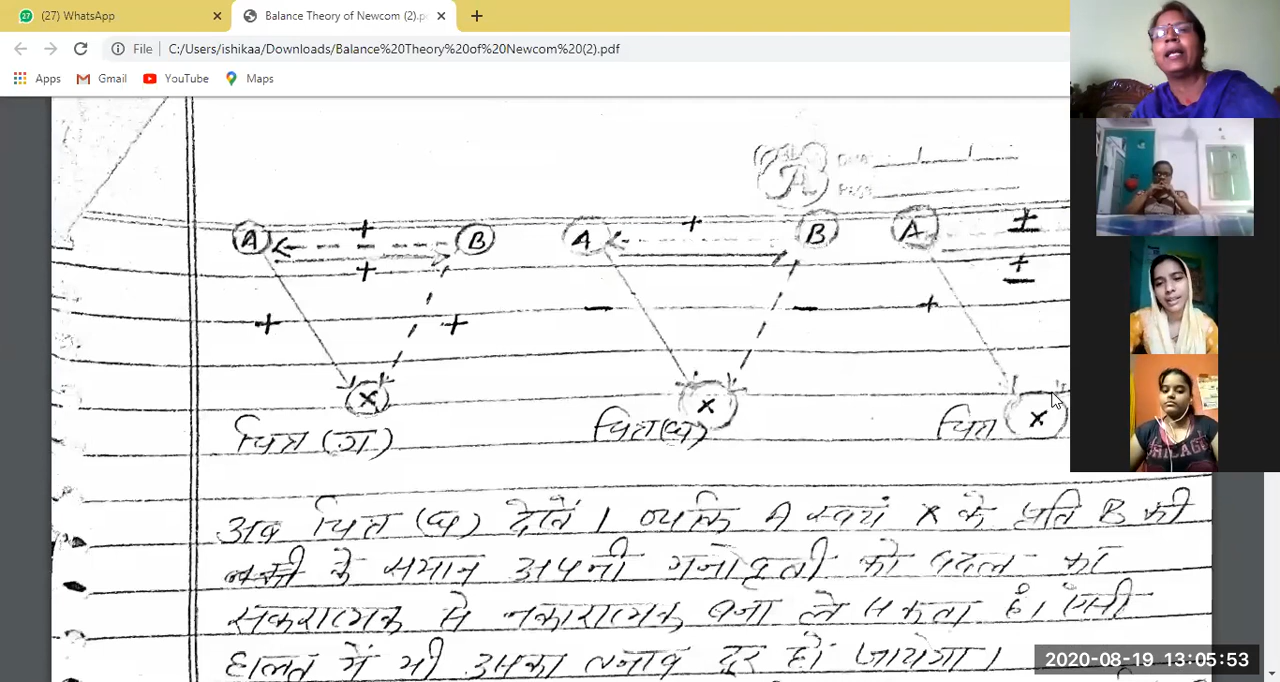 (27) WhatsApp
Balance Theory of Newcom (2).p
File C:/Users/ishikaa/Downloads/Balance%20Theory%20of%20Newcom%20(2).pdf
Apps Gmail YouTube Maps
A + B A + B A ±
+ ±
+ + - - +
X X X
चित्र (ग) चित्र (घ) चित्र
अब चित्र (घ) देखें । व्यक्ति A स्वयं X के प्रति B की
के समान अपनी मनोवृत्ती को बदल कर
सकरात्मक से नकारात्मक बना ले सकता है। ऐसी
हालत में भी उसका तनाव दूर हो जायेगा ।
CHICAGO
2020-08-19 13:05:53